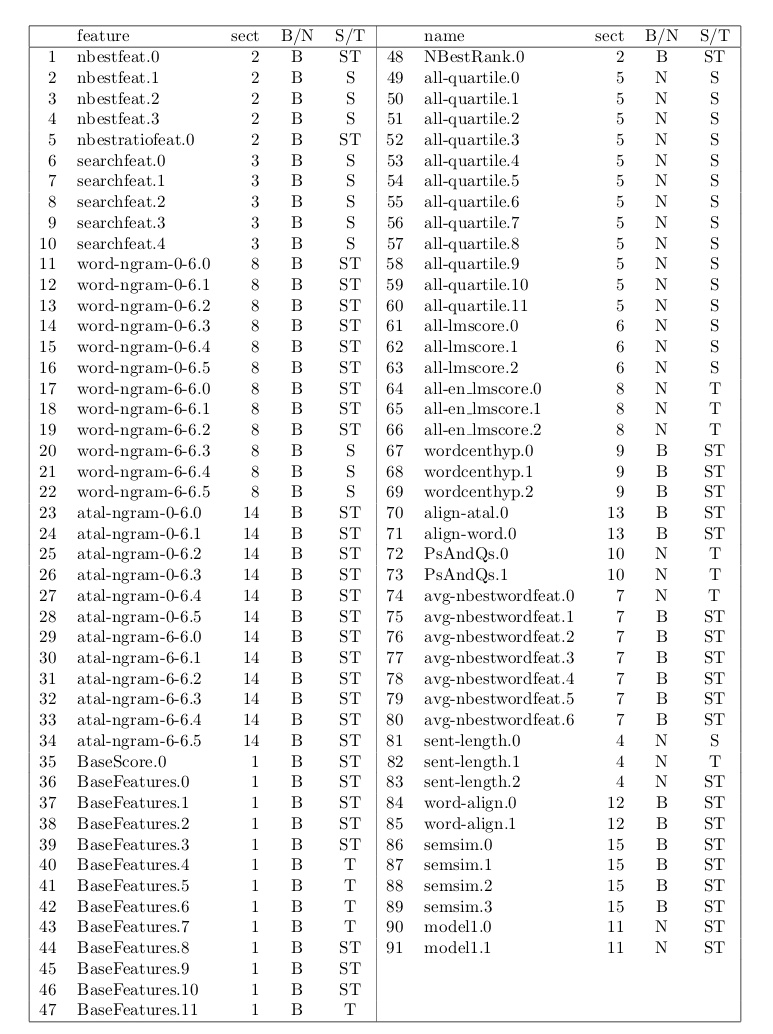 feature sect B/N S/T name sect B/N S/T
1 nbestfeat.0 2 B ST 48 NBestRank.0 2 B ST
2 nbestfeat.1 2 B S 49 all-quartile.0 5 N S
3 nbestfeat.2 2 B S 50 all-quartile.1 5 N S
4 nbestfeat.3 2 B S 51 all-quartile.2 5 N S
5 nbestratiofeat.0 2 B ST 52 all-quartile.3 5 N S
6 searchfeat.0 3 B S 53 all-quartile.4 5 N S
7 searchfeat.1 3 B S 54 all-quartile.5 5 N S
8 searchfeat.2 3 B S 55 all-quartile.6 5 N S
9 searchfeat.3 3 B S 56 all-quartile.7 5 N S
10 searchfeat.4 3 B S 57 all-quartile.8 5 N S
11 word-ngram-0-6.0 8 B ST 58 all-quartile.9 5 N S
12 word-ngram-0-6.1 8 B ST 59 all-quartile.10 5 N S
13 word-ngram-0-6.2 8 B ST 60 all-quartile.11 5 N S
14 word-ngram-0-6.3 8 B ST 61 all-lmscore.0 6 N S
15 word-ngram-0-6.4 8 B ST 62 all-lmscore.1 6 N S
16 word-ngram-0-6.5 8 B ST 63 all-lmscore.2 6 N S
17 word-ngram-6-6.0 8 B ST 64 all-en_lmscore.0 8 N T
18 word-ngram-6-6.1 8 B ST 65 all-en_lmscore.1 8 N T
19 word-ngram-6-6.2 8 B ST 66 all-en_lmscore.2 8 N T
20 word-ngram-6-6.3 8 B S 67 wordcenthyp.0 9 B ST
21 word-ngram-6-6.4 8 B S 68 wordcenthyp.1 9 B ST
22 word-ngram-6-6.5 8 B S 69 wordcenthyp.2 9 B ST
23 atal-ngram-0-6.0 14 B ST 70 align-atal.0 13 B ST
24 atal-ngram-0-6.1 14 B ST 71 align-word.0 13 B ST
25 atal-ngram-0-6.2 14 B ST 72 PsAndQs.0 10 N T
26 atal-ngram-0-6.3 14 B ST 73 PsAndQs.1 10 N T
27 atal-ngram-0-6.4 14 B ST 74 avg-nbestwordfeat.0 7 N T
28 atal-ngram-0-6.5 14 B ST 75 avg-nbestwordfeat.1 7 B ST
29 atal-ngram-6-6.0 14 B ST 76 avg-nbestwordfeat.2 7 B ST
30 atal-ngram-6-6.1 14 B ST 77 avg-nbestwordfeat.3 7 B ST
31 atal-ngram-6-6.2 14 B ST 78 avg-nbestwordfeat.4 7 B ST
32 atal-ngram-6-6.3 14 B ST 79 avg-nbestwordfeat.5 7 B ST
33 atal-ngram-6-6.4 14 B ST 80 avg-nbestwordfeat.6 7 B ST
34 atal-ngram-6-6.5 14 B ST 81 sent-length.0 4 N S
35 BaseScore.0 1 B ST 82 sent-length.1 4 N T
36 BaseFeatures.0 1 B ST 83 sent-length.2 4 N ST
37 BaseFeatures.1 1 B ST 84 word-align.0 12 B ST
38 BaseFeatures.2 1 B ST 85 word-align.1 12 B ST
39 BaseFeatures.3 1 B ST 86 semsim.0 15 B ST
40 BaseFeatures.4 1 B T 87 semsim.1 15 B ST
41 BaseFeatures.5 1 B T 88 semsim.2 15 B ST
42 BaseFeatures.6 1 B T 89 semsim.3 15 B ST
43 BaseFeatures.7 1 B T 90 model1.0 11 N ST
44 BaseFeatures.8 1 B ST 91 model1.1 11 N ST
45 BaseFeatures.9 1 B ST
46 BaseFeatures.10 1 B ST
47 BaseFeatures.11 1 B T